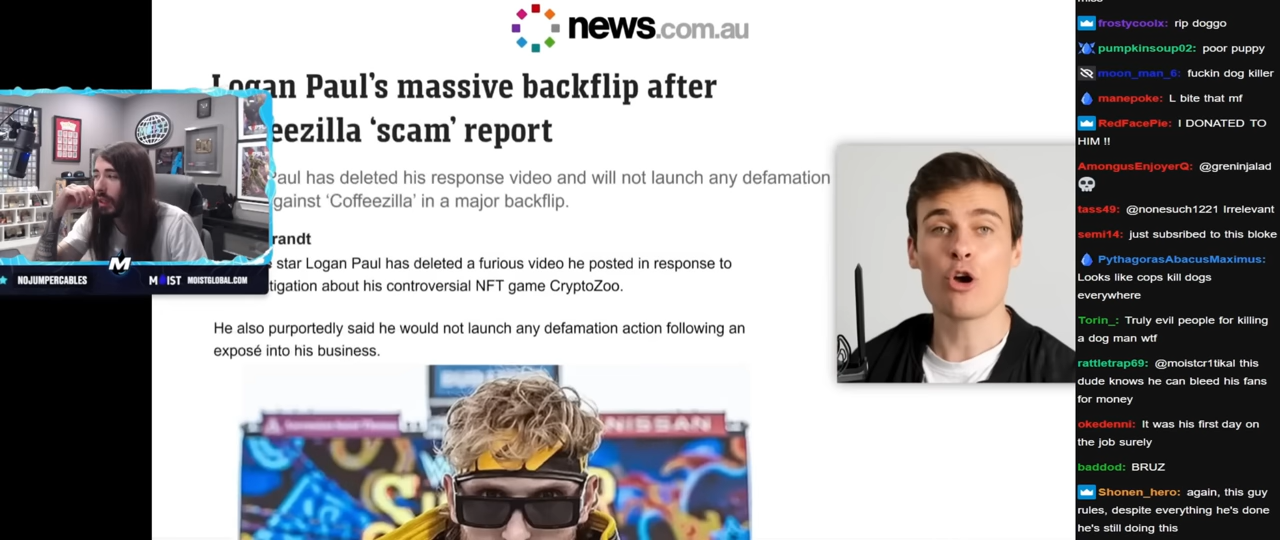 news.com.au
Logan Paul's massive backflip after
eezilla 'scam' report
Paul has deleted his response video and will not launch any defamation
gainst 'Coffeezilla' in a major backflip.
randt
star Logan Paul has deleted a furious video he posted in response to
tigation about his controversial NFT game CryptoZoo.
He also purportedly said he would not launch any defamation action following an
exposé into his business.
NISSAN
NOJUMPERCABLES
M
MOIST
MOISTGLOBAL.COM
frostycoolx: rip doggo
pumpkinsoup02: poor puppy
moon_man_6: fuckin dog killer
manepoke: L bite that mf
RedFacePie: I DONATED TO
HIM !!
AmongusEnjoyerQ: @greninjalad
tass49: @nonesuch1221 Irrelevant
semi14: just subsribed to this bloke
PythagorasAbacusMaximus:
Looks like cops kill dogs
everywhere
Torin_: Truly evil people for killing
a dog man wtf
rattletrap69: @moistcr1tikal this
dude knows he can bleed his fans
for money
okedenni: It was his first day on
the job surely
baddod: BRUZ
Shonen_hero: again, this guy
rules, despite everything he's done
he's still doing this